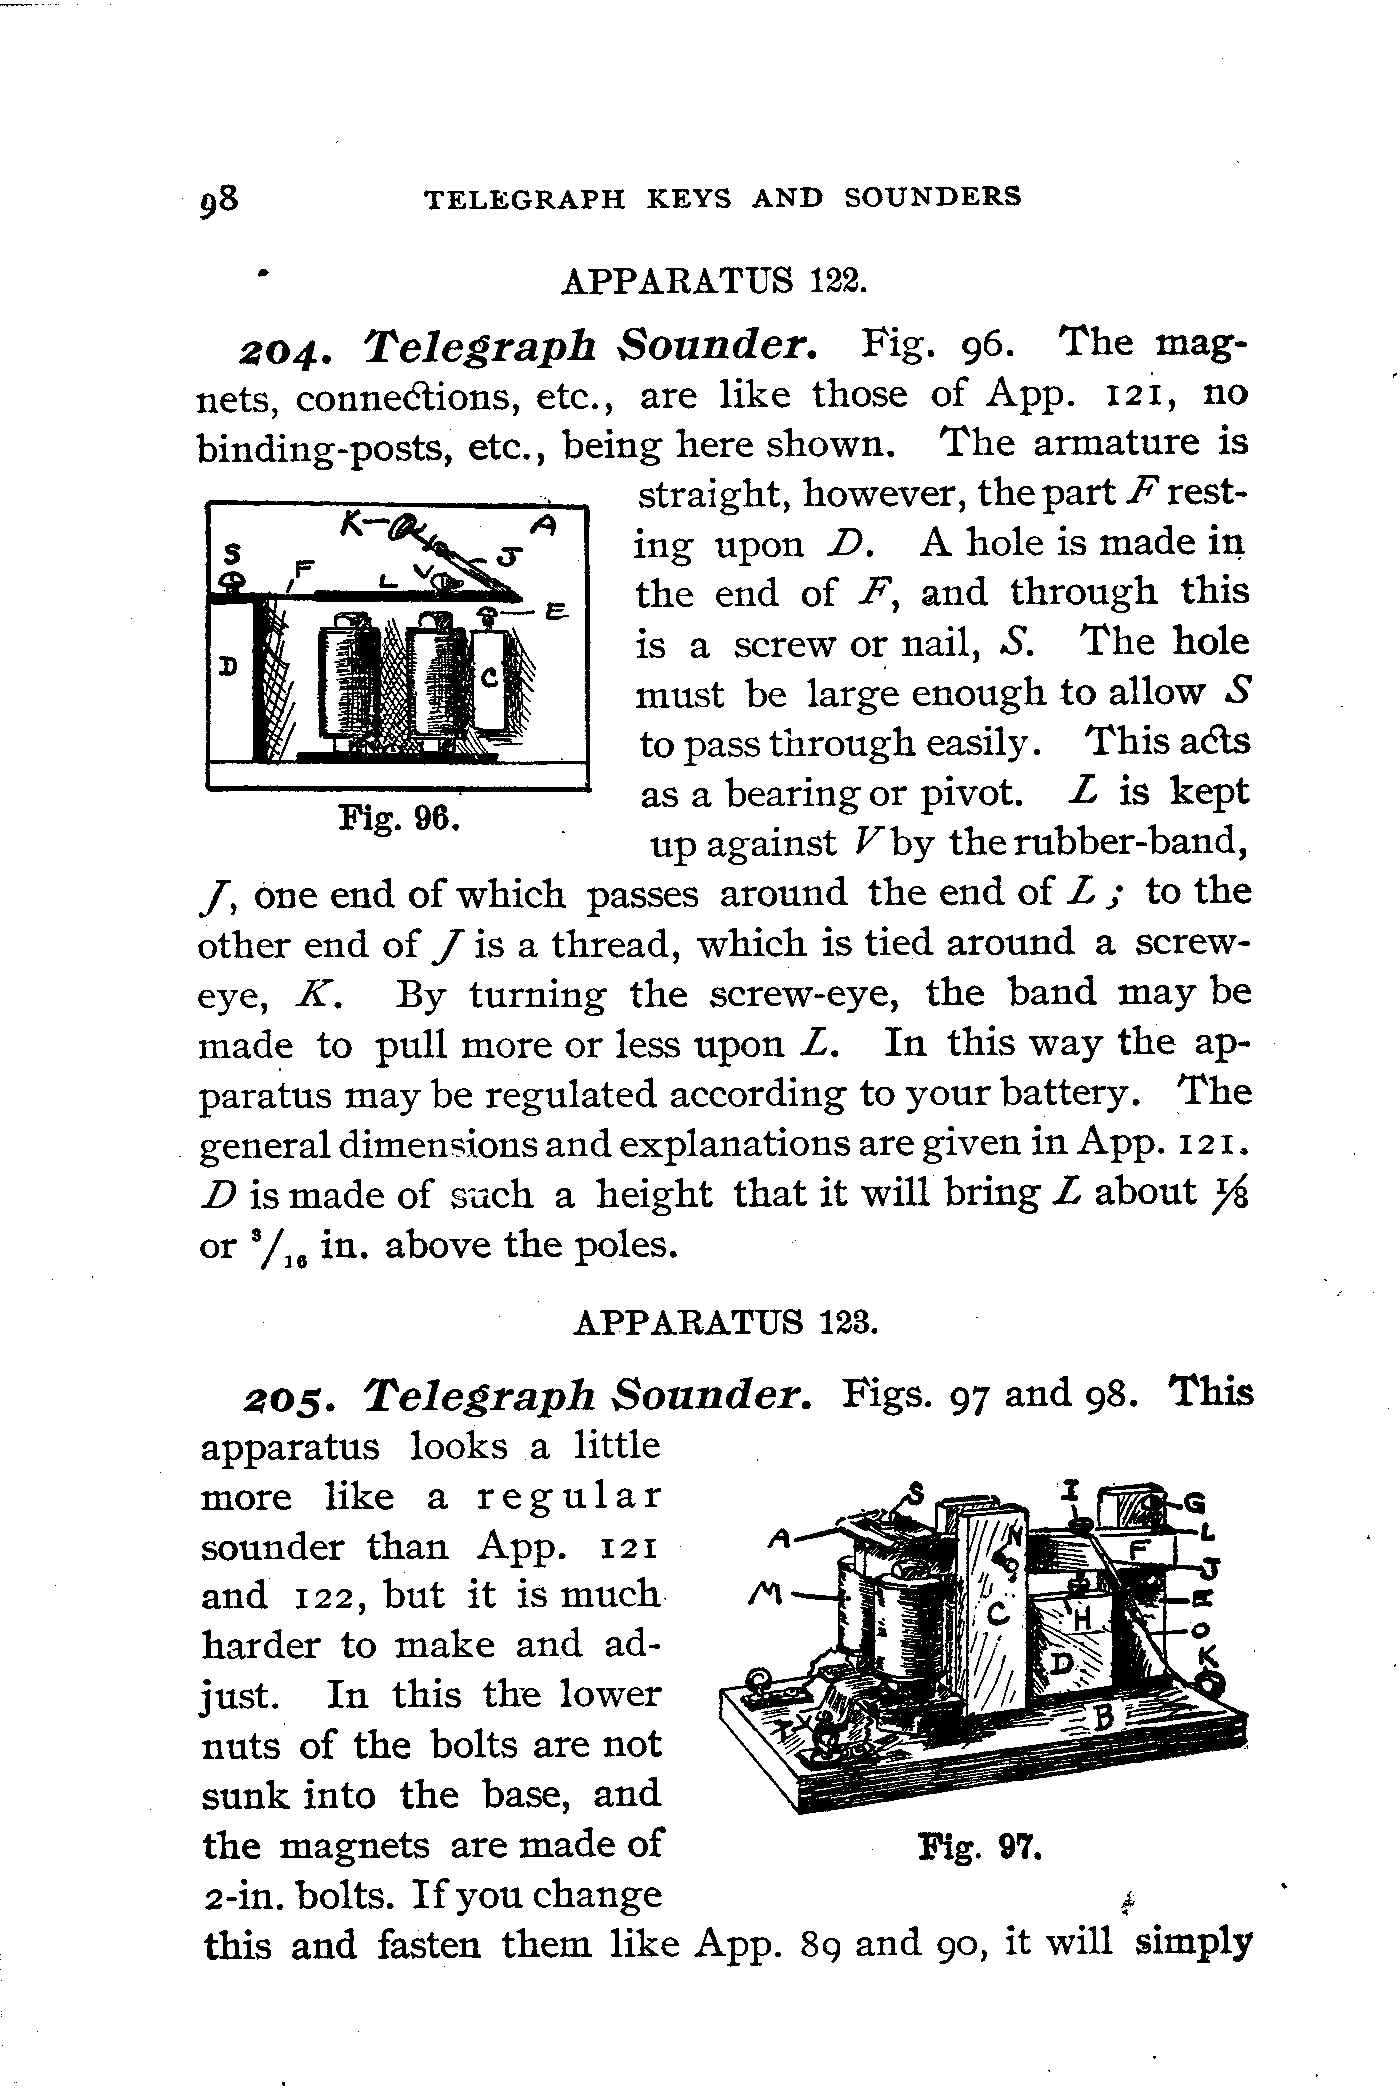 98 TELEGRAPH KEYS AND SOUNDERS
APPARATUS 122.
204. Telegraph Sounder. Fig. 96. The mag-
nets, connections, etc., are like those of App. 121, no
binding-posts, etc., being here shown. The armature is
straight, however, the part F rest-
ing upon D. A hole is made in
the end of F, and through this
is a screw or nail, S. The hole
must be large enough to allow S
to pass through easily. This acts
as a bearing or pivot. L is kept
up against V by the rubber-band,
K A
S F L V J
E
D C
Fig. 96.
J, one end of which passes around the end of L; to the
other end of J is a thread, which is tied around a screw-
eye, K. By turning the screw-eye, the band may be
made to pull more or less upon L. In this way the ap-
paratus may be regulated according to your battery. The
general dimensions and explanations are given in App. 121.
D is made of such a height that it will bring L about 1/8
or 3/16 in. above the poles.
APPARATUS 123.
205. Telegraph Sounder. Figs. 97 and 98. This
apparatus looks a little
more like a regular
sounder than App. 121
and 122, but it is much
harder to make and ad-
just. In this the lower
nuts of the bolts are not
sunk into the base, and
the magnets are made of
2-in. bolts. If you change
S I G
A N L
F J
M C H E
O
D K
X Y B
Fig. 97.
this and fasten them like App. 89 and 90, it will simply